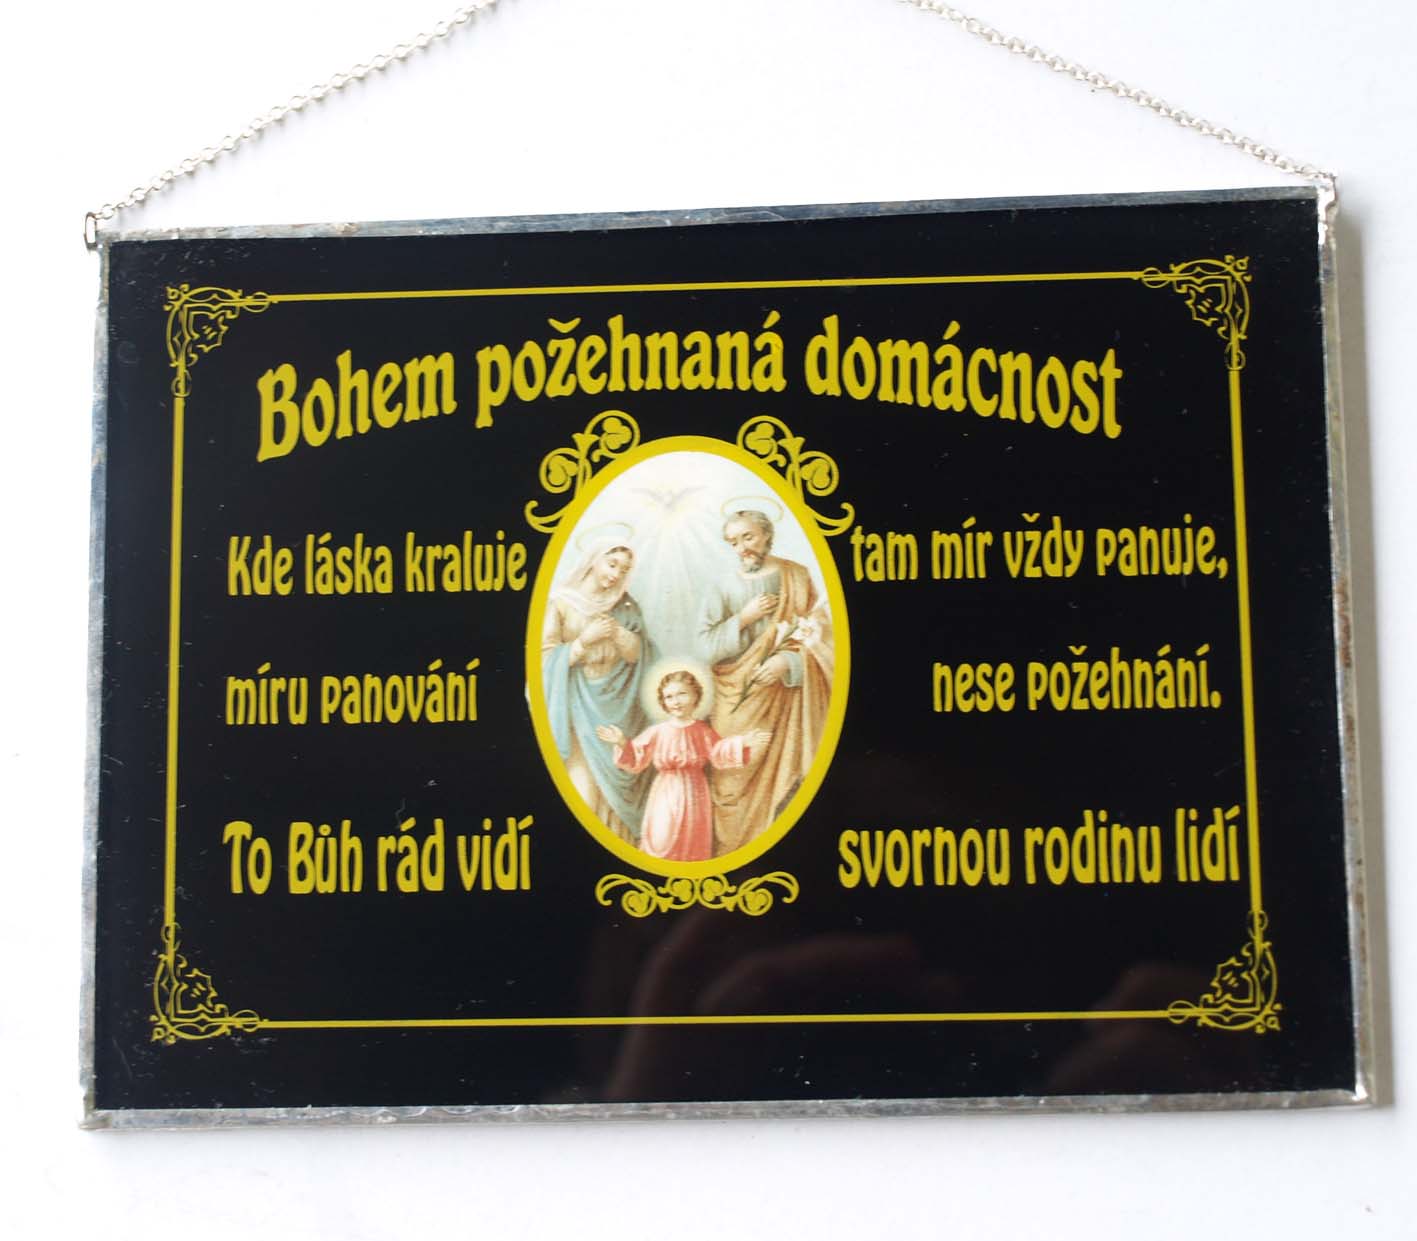 Bohem požehnaná domácnost
Kde láska kraluje tam mír vždy panuje,
míru panování nese požehnání.
To Bůh rád vidí svornou rodinu lidí